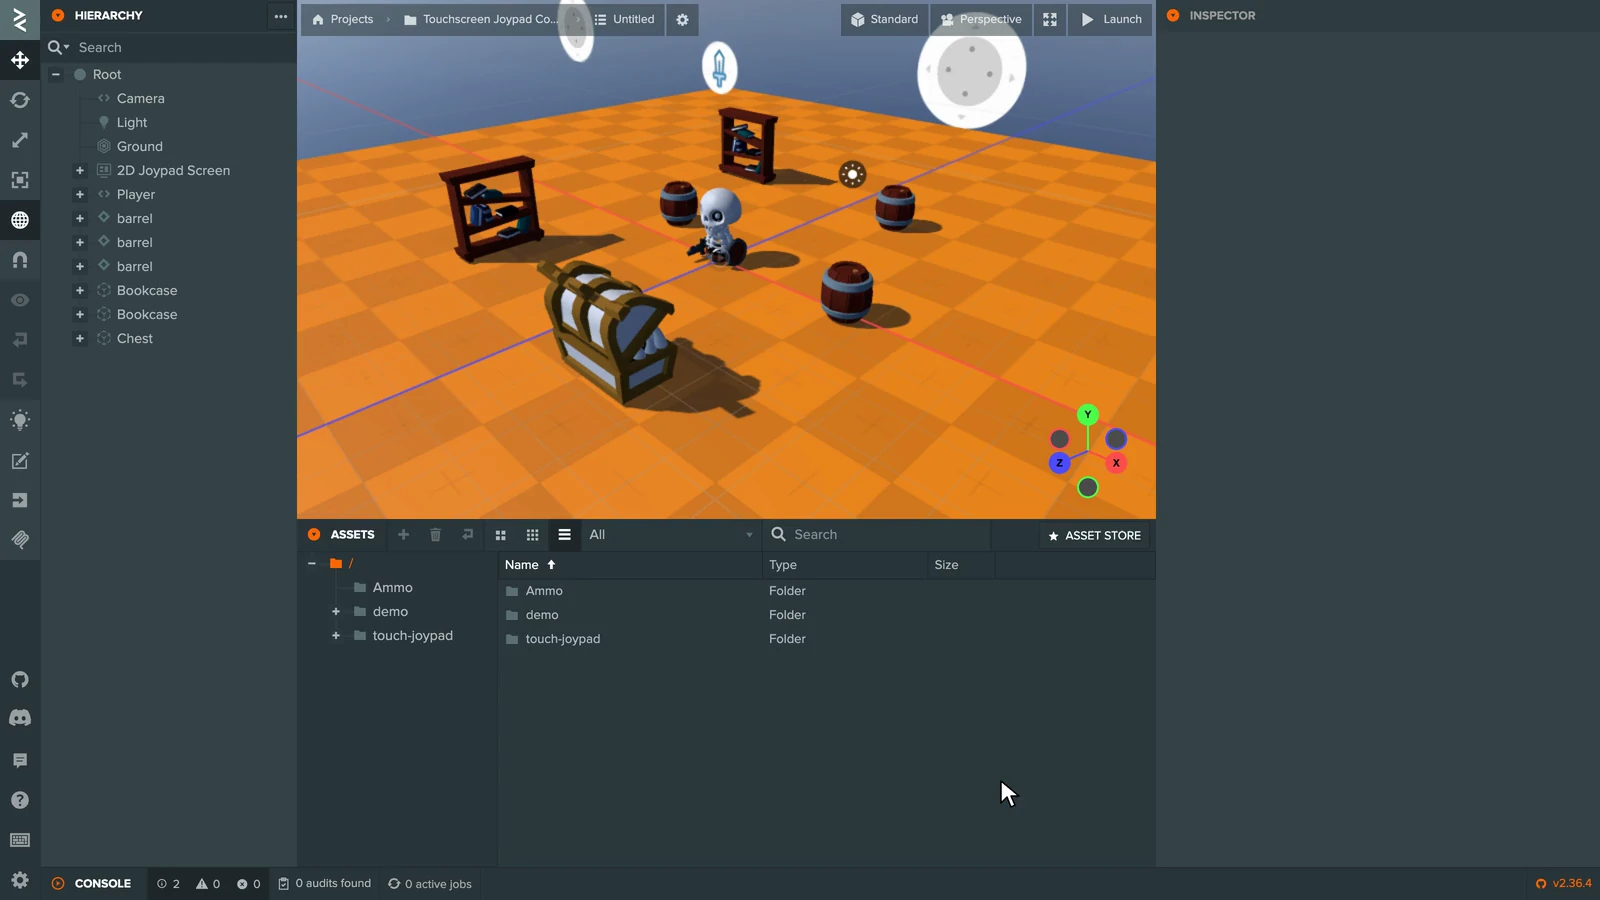 HIERARCHY
Search
Root
Camera
Light
Ground
2D Joypad Screen
Player
barrel
barrel
barrel
Bookcase
Bookcase
Chest
Projects
Touchscreen Joypad Co...
Untitled
Standard
Perspective
Launch
Y
Z
X
INSPECTOR
ASSETS
All
Search
ASSET STORE
/
Ammo
demo
touch-joypad
Name Type Size
Ammo Folder
demo Folder
touch-joypad Folder
CONSOLE
2
0
0
0 audits found
0 active jobs
v2.36.4